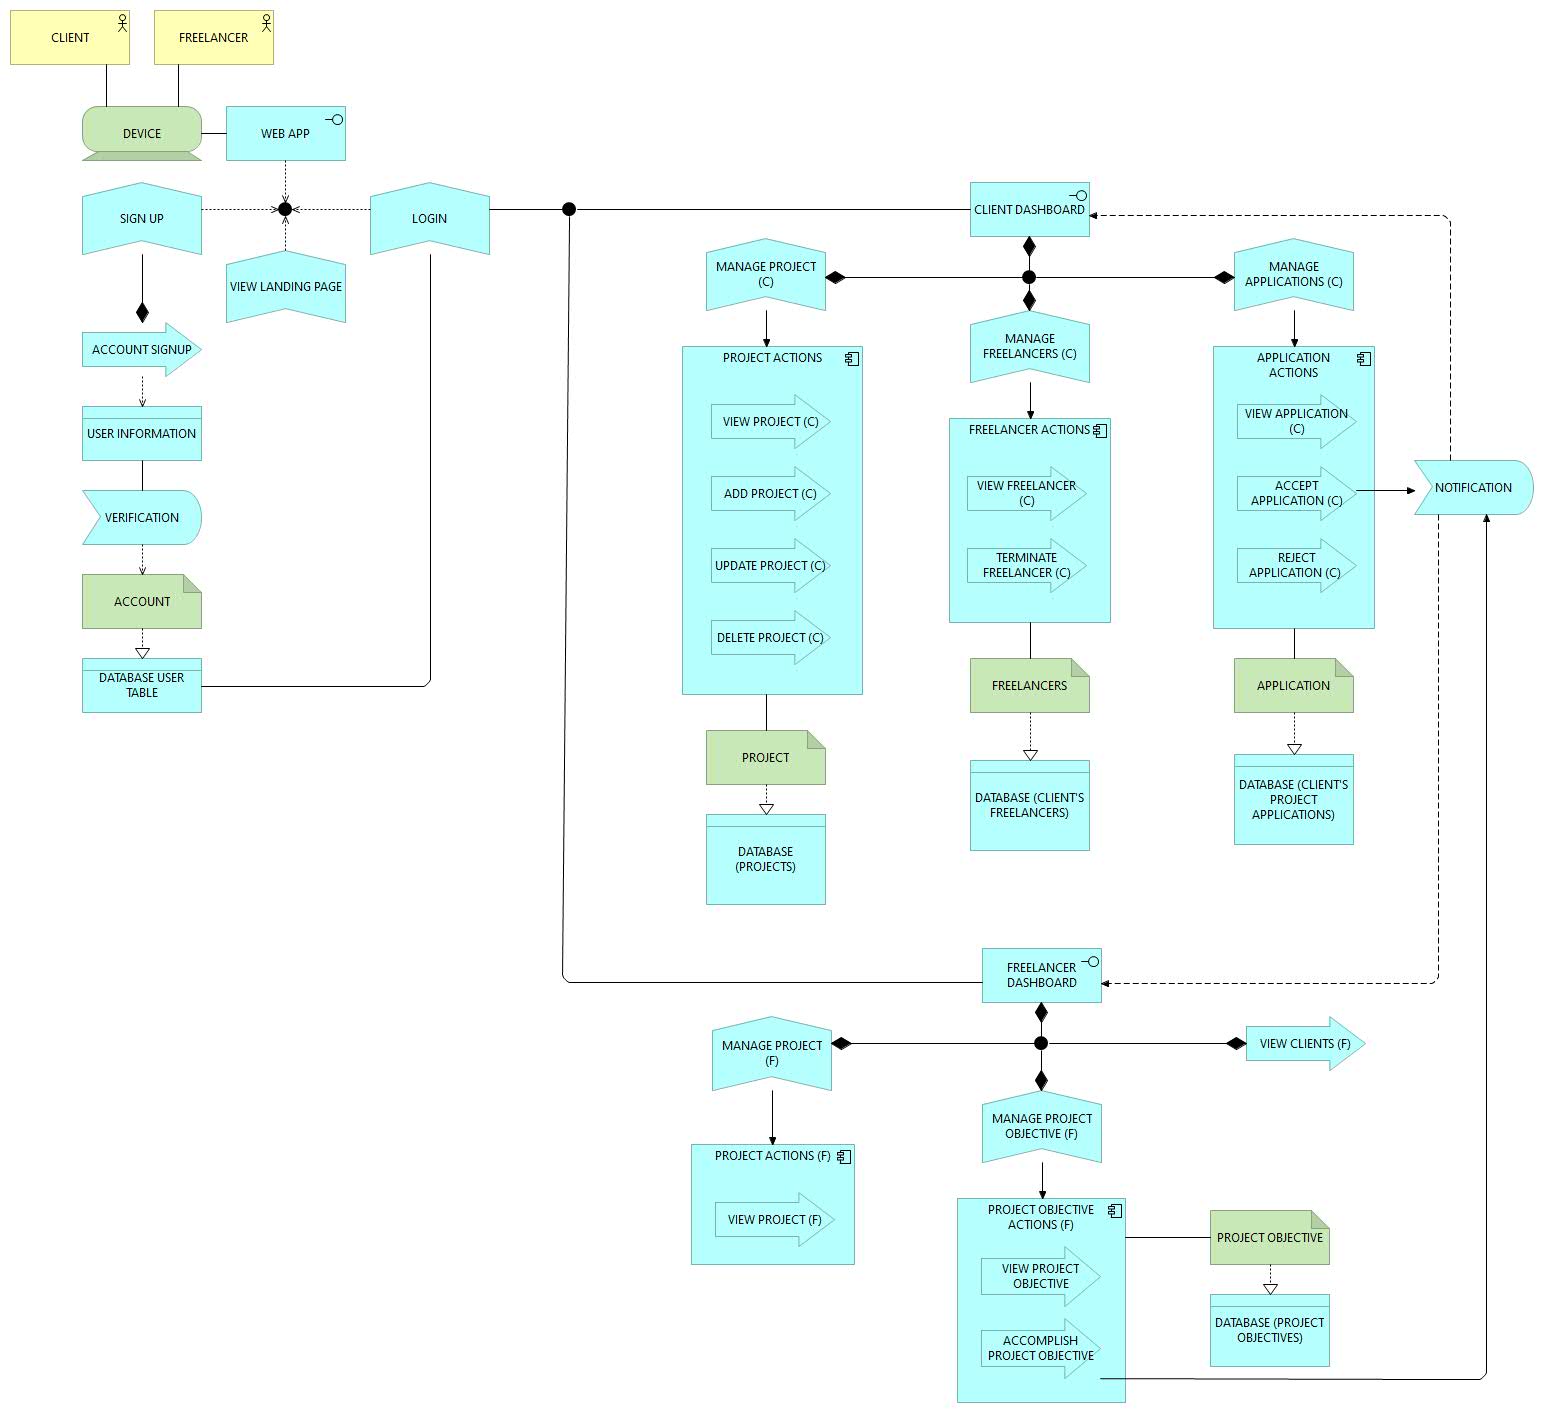 CLIENT
FREELANCER
DEVICE
WEB APP
SIGN UP
LOGIN
CLIENT DASHBOARD
VIEW LANDING PAGE
MANAGE PROJECT
(C)
MANAGE
APPLICATIONS (C)
MANAGE
FREELANCERS (C)
ACCOUNT SIGNUP
USER INFORMATION
VERIFICATION
ACCOUNT
DATABASE USER
TABLE
PROJECT ACTIONS
VIEW PROJECT (C)
ADD PROJECT (C)
UPDATE PROJECT (C)
DELETE PROJECT (C)
PROJECT
DATABASE
(PROJECTS)
FREELANCER ACTIONS
VIEW FREELANCER
(C)
TERMINATE
FREELANCER (C)
FREELANCERS
DATABASE (CLIENT'S
FREELANCERS)
APPLICATION
ACTIONS
VIEW APPLICATION
(C)
ACCEPT
APPLICATION (C)
REJECT
APPLICATION (C)
APPLICATION
DATABASE (CLIENT'S
PROJECT
APPLICATIONS)
NOTIFICATION
FREELANCER
DASHBOARD
MANAGE PROJECT
(F)
VIEW CLIENTS (F)
MANAGE PROJECT
OBJECTIVE (F)
PROJECT ACTIONS (F)
VIEW PROJECT (F)
PROJECT OBJECTIVE
ACTIONS (F)
VIEW PROJECT
OBJECTIVE
ACCOMPLISH
PROJECT OBJECTIVE
PROJECT OBJECTIVE
DATABASE (PROJECT
OBJECTIVES)